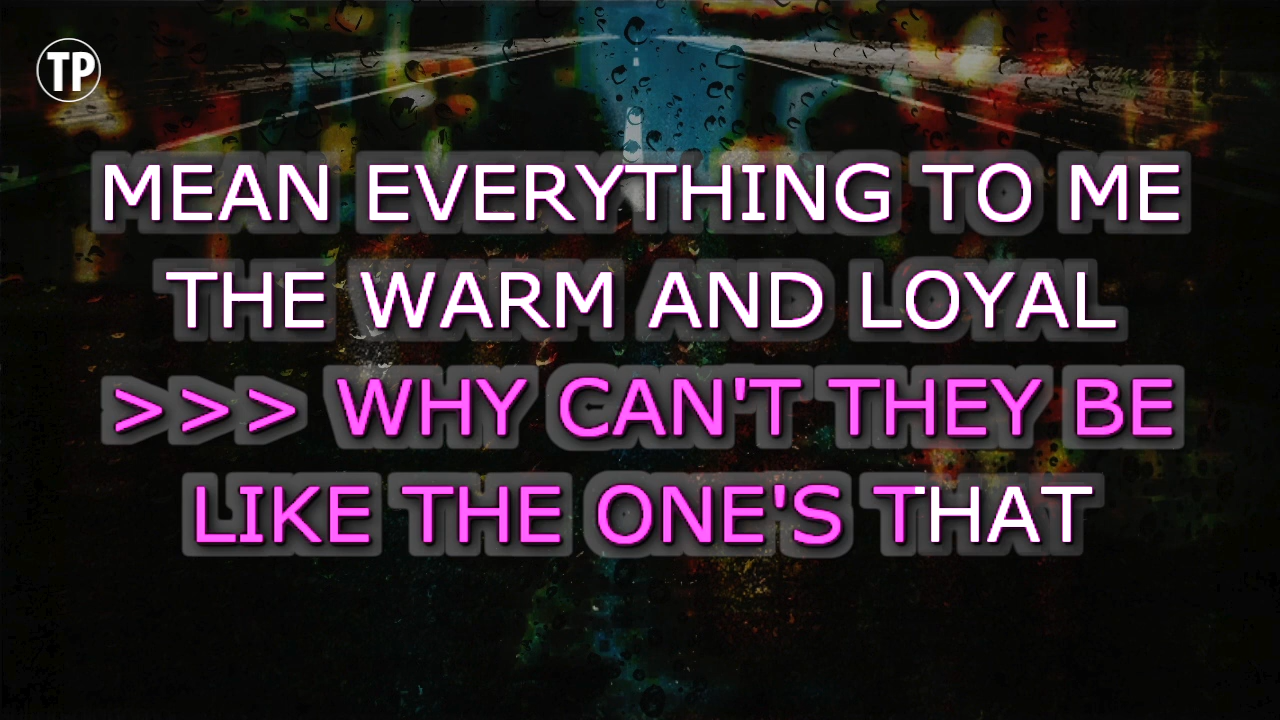 TP
MEAN EVERYTHING TO ME
THE WARM AND LOYAL
>>> WHY CAN'T THEY BE
LIKE THE ONE'S THAT